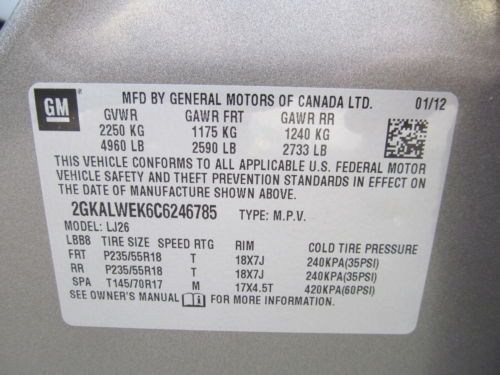 GM
MFD BY GENERAL MOTORS OF CANADA LTD. 01/12
GVWR GAWR FRT GAWR RR
2250 KG 1175 KG 1240 KG
4960 LB 2590 LB 2733 LB
THIS VEHICLE CONFORMS TO ALL APPLICABLE U.S. FEDERAL MOTOR
VEHICLE SAFETY AND THEFT PREVENTION STANDARDS IN EFFECT ON
THE DATE OF MANUFACTURE SHOWN ABOVE.
2GKALWEK6C6246785 TYPE: M.P.V.
MODEL: LJ26
LBB8 TIRE SIZE SPEED RTG RIM COLD TIRE PRESSURE
FRT P235/55R18 T 18X7J 240KPA(35PSI)
RR P235/55R18 T 18X7J 240KPA(35PSI)
SPA T145/70R17 M 17X4.5T 420KPA(60PSI)
SEE OWNER'S MANUAL FOR MORE INFORMATION.